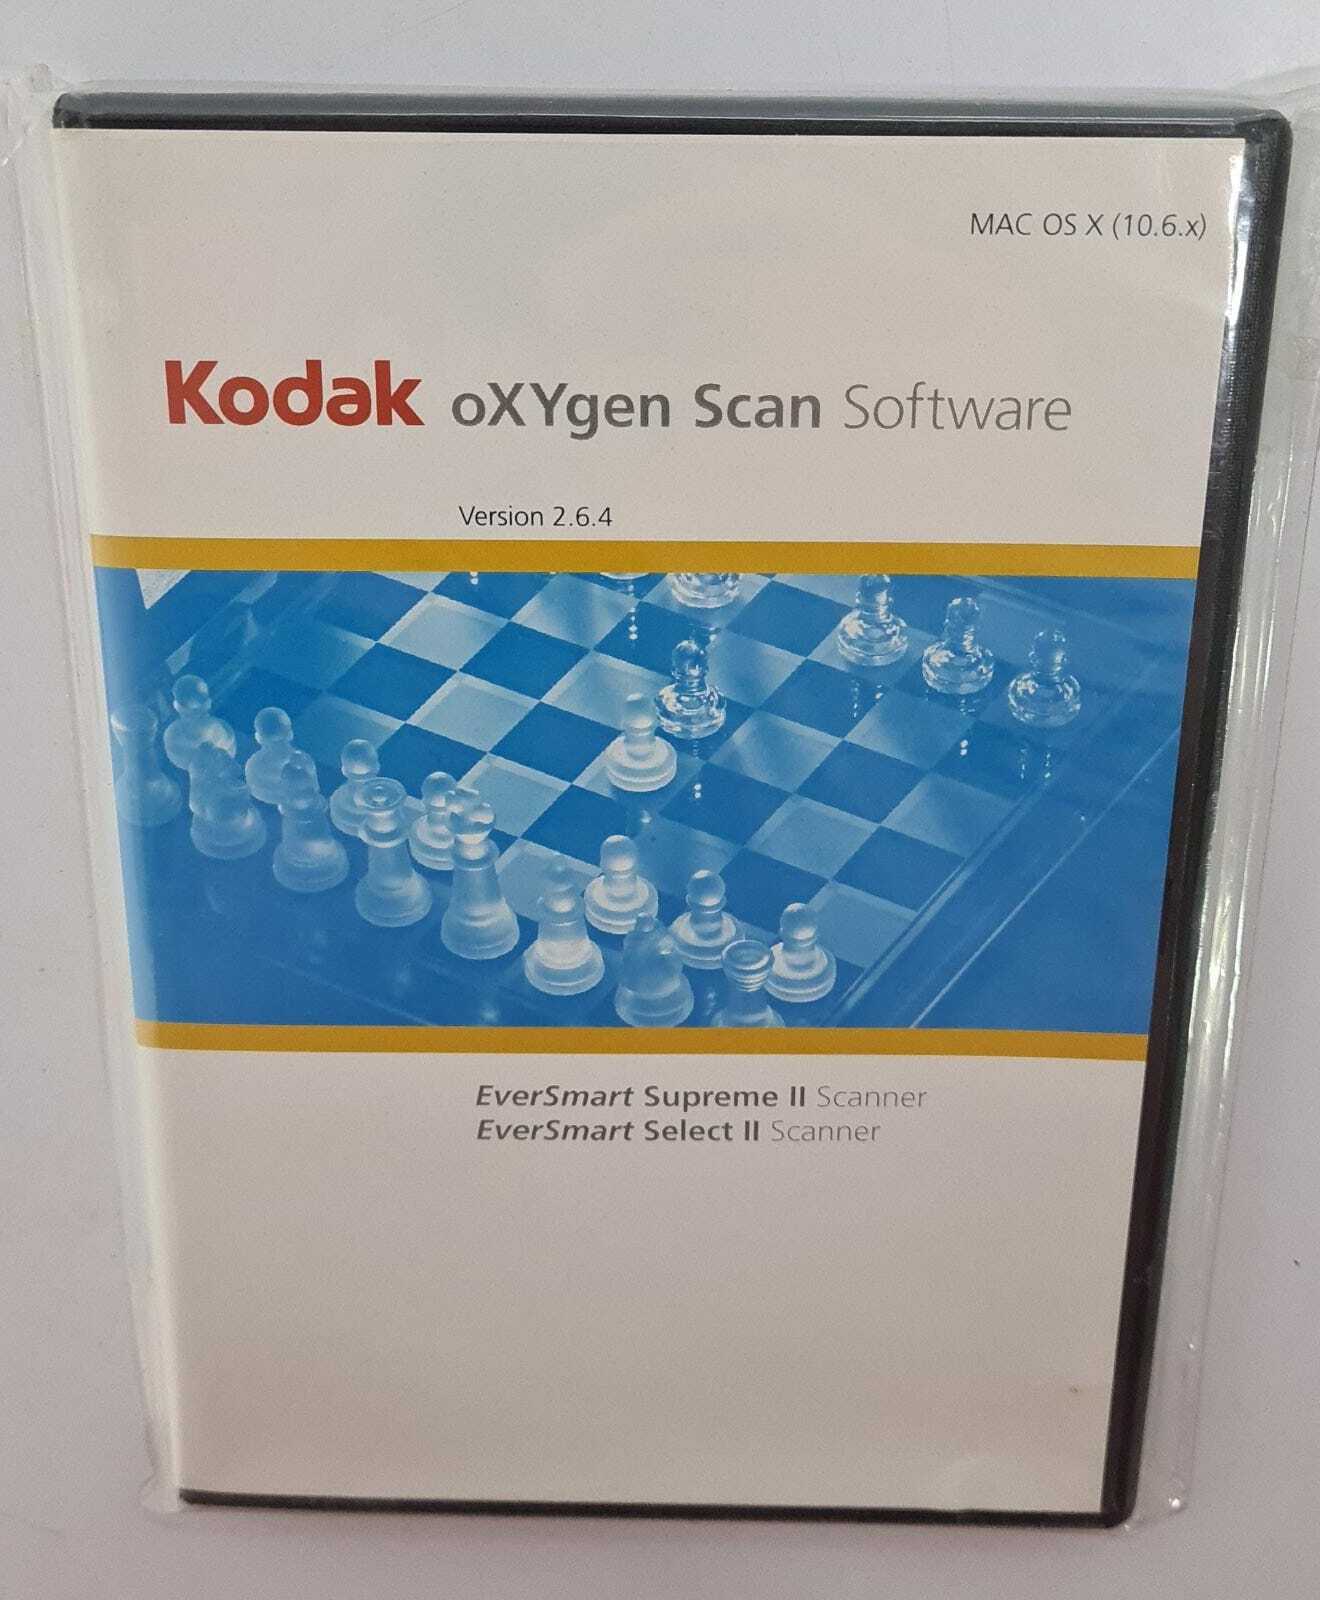 MAC OS X (10.6.x)
Kodak oXYgen Scan Software
Version 2.6.4
EverSmart Supreme II Scanner
EverSmart Select II Scanner